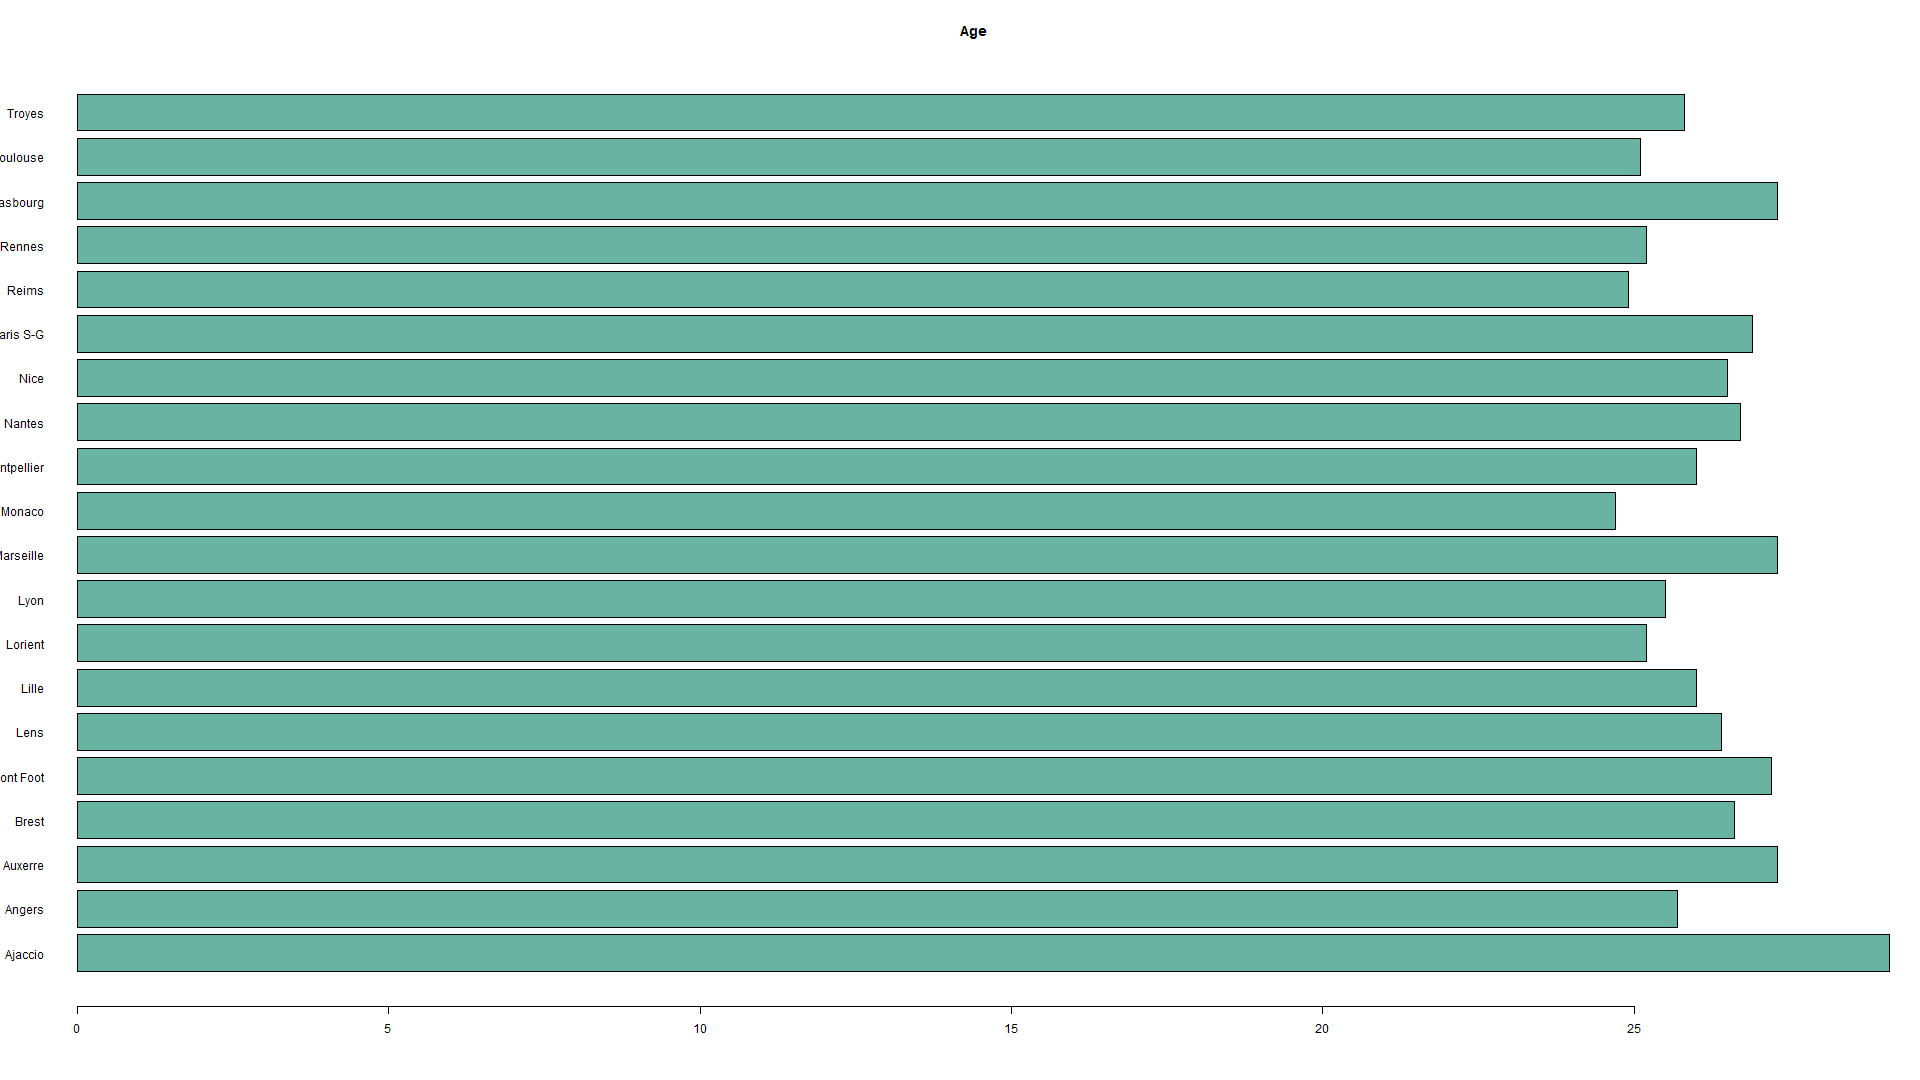 Age
Troyes
oulouse
asbourg
Rennes
Reims
aris S-G
Nice
Nantes
ntpellier
Monaco
Marseille
Lyon
Lorient
Lille
Lens
ont Foot
Brest
Auxerre
Angers
Ajaccio
0 5 10 15 20 25